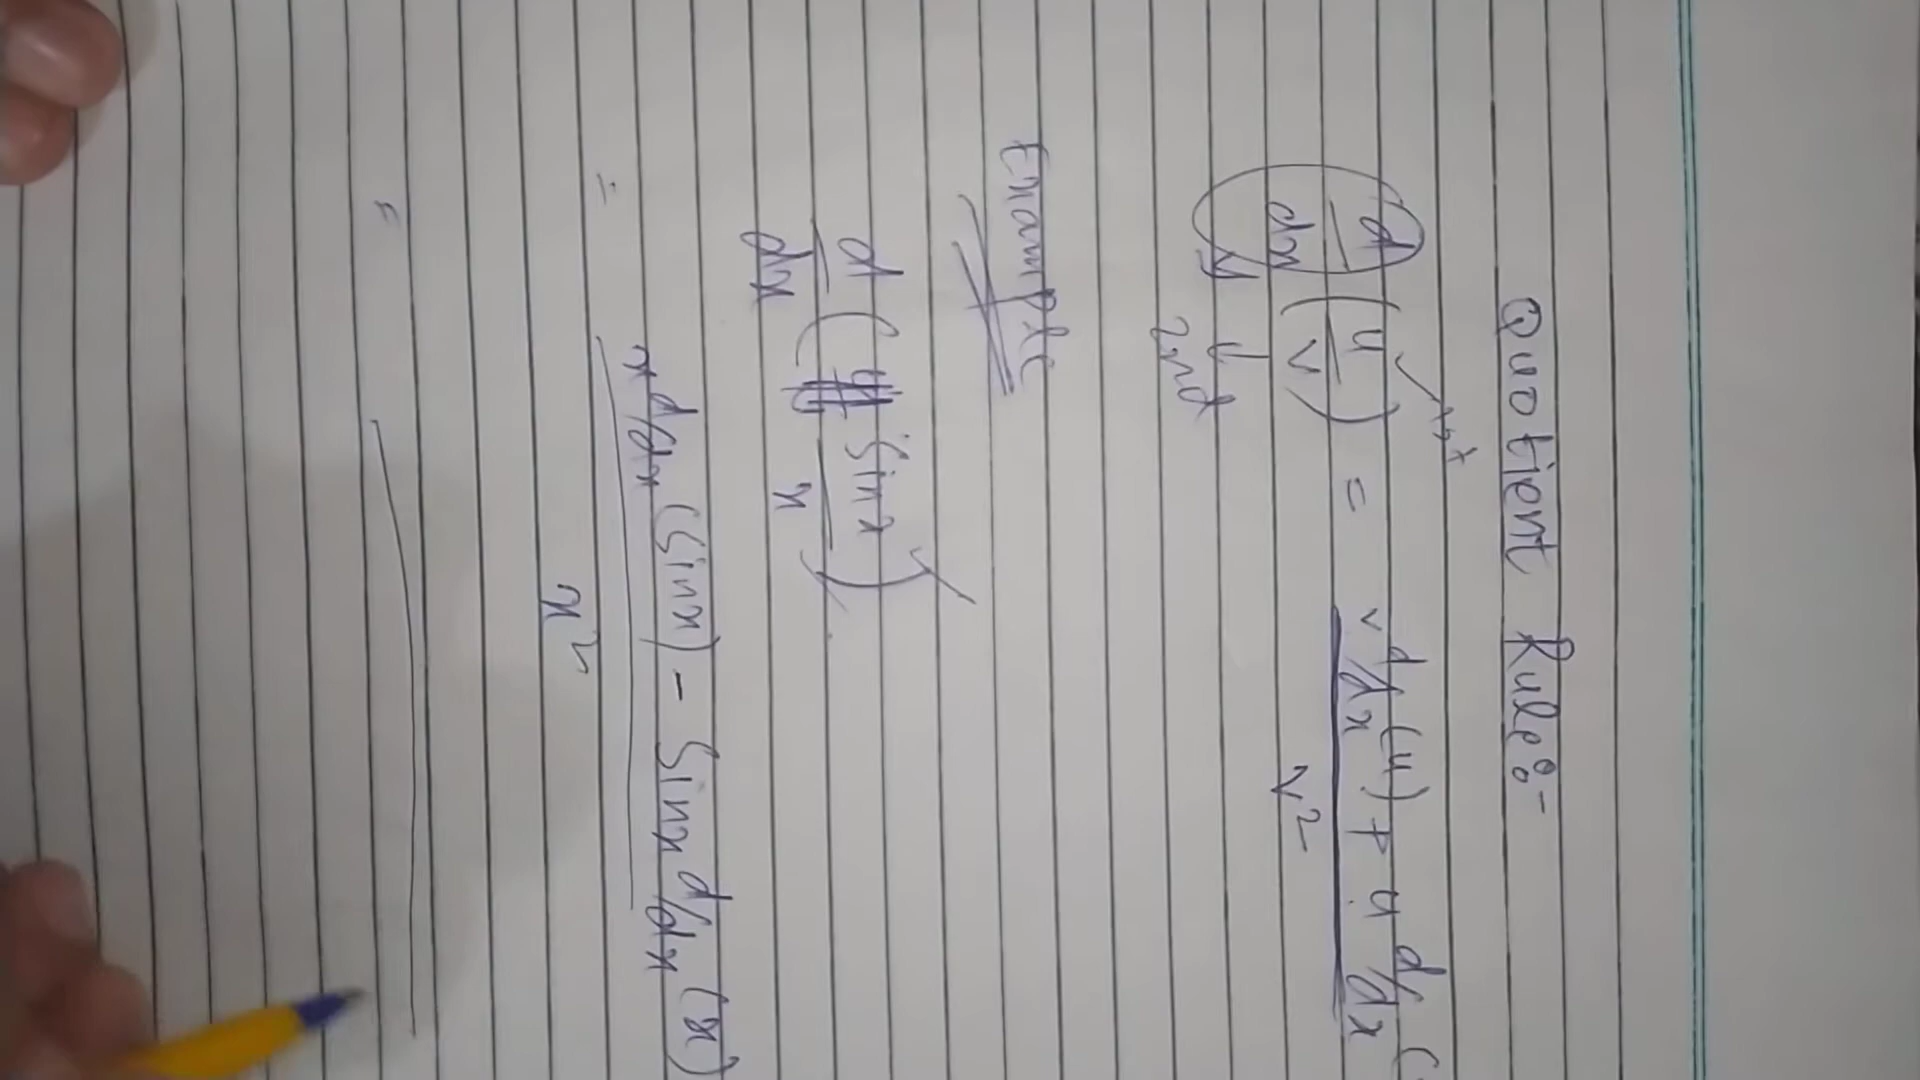 Quotient Rule:-
d/dx (u/v) = v d/dx (u) + u d/dx (
v²
1st
2nd
Example
d/dx ( Sinx / x )
= x d/dx (Sinx) - Sinx d/dx (x)
x²
=